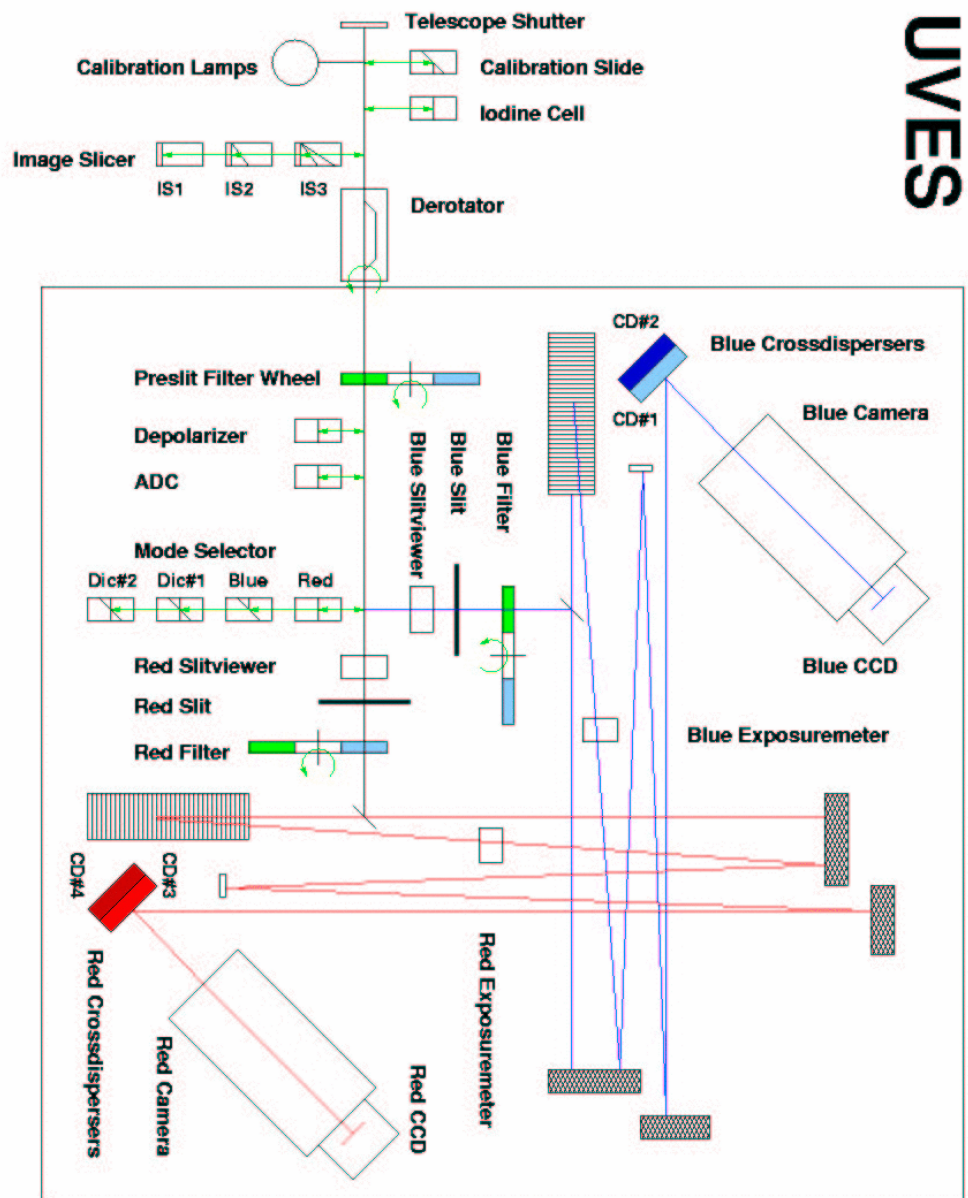 UVES
Telescope Shutter
Calibration Lamps
Calibration Slide
Iodine Cell
Image Slicer
IS1
IS2
IS3
Derotator
CD#2
Blue Crossdispersers
Preslit Filter Wheel
CD#1
Blue Camera
Depolarizer
ADC
Blue Slitviewer
Blue Slit
Blue Filter
Mode Selector
Dic#2
Dic#1
Blue
Red
Red Slitviewer
Blue CCD
Red Slit
Blue Exposuremeter
Red Filter
CD#4
CD#3
Red Crossdispersers
Red Camera
Red CCD
Red Exposuremeter